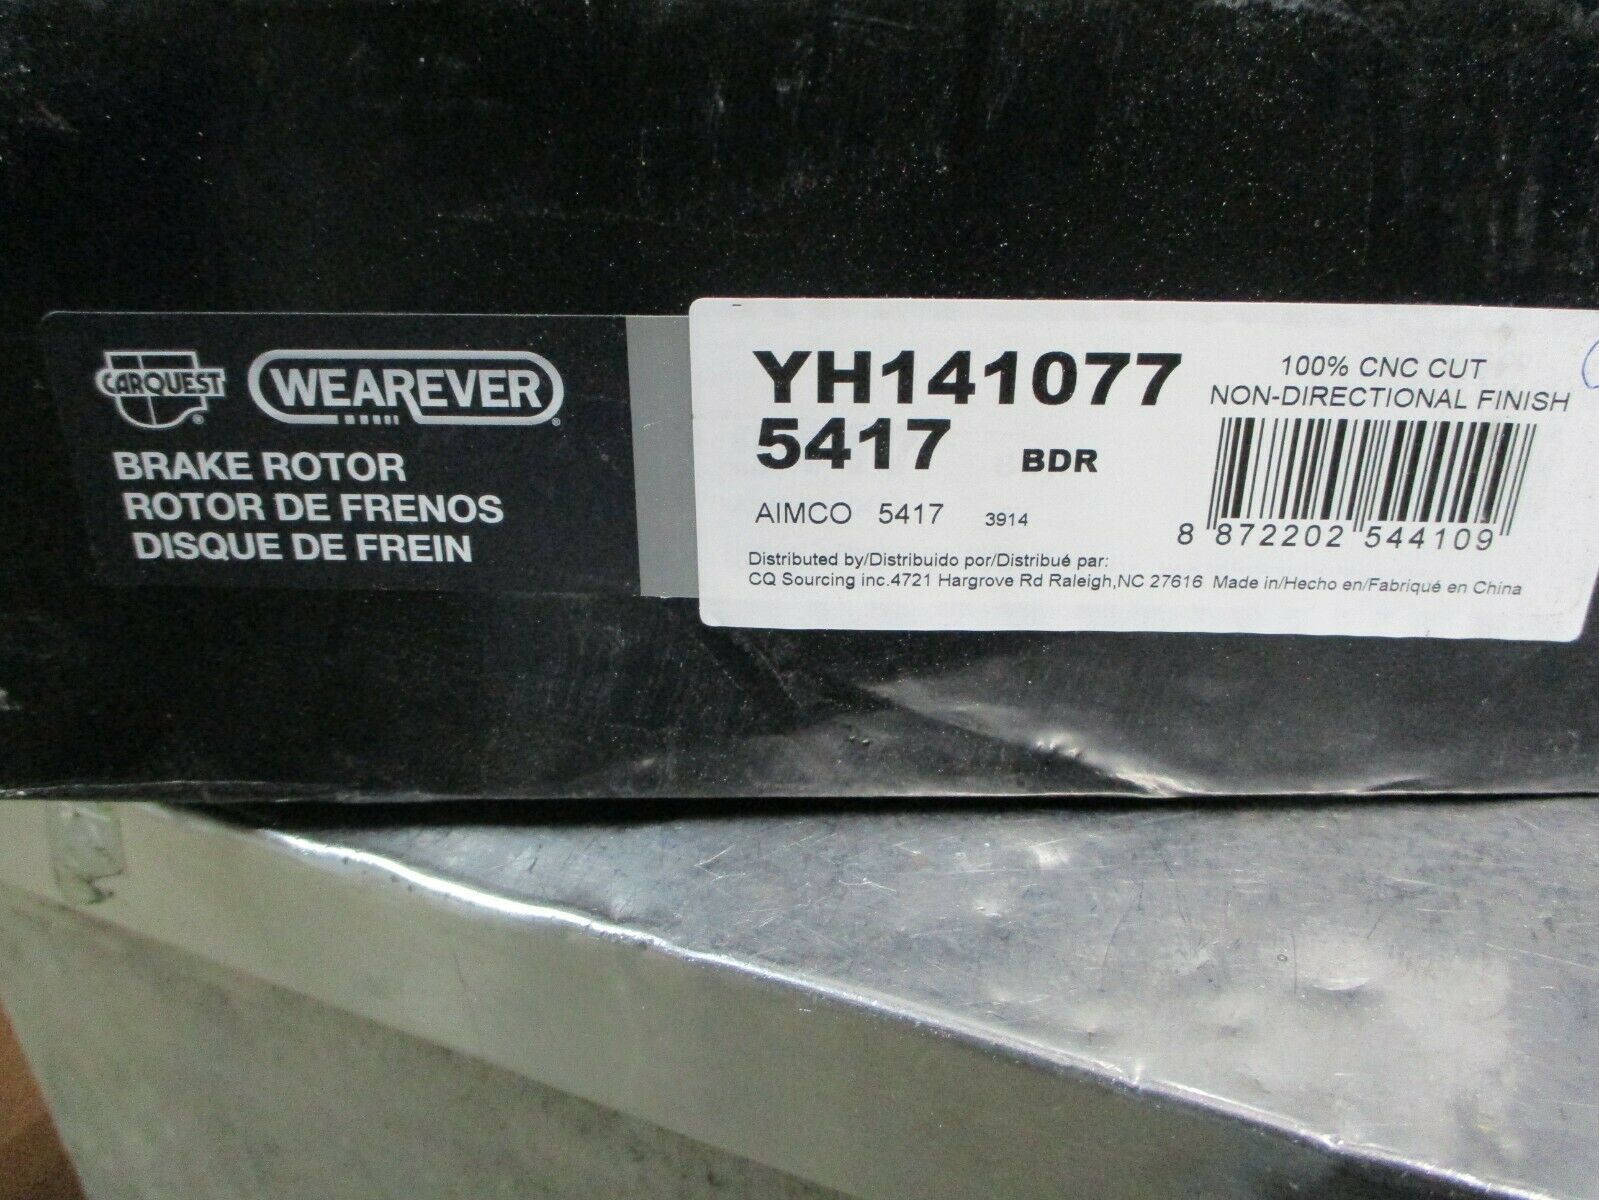 CARQUEST®
WEAREVER®
BRAKE ROTOR
ROTOR DE FRENOS
DISQUE DE FREIN
YH141077
5417 BDR
AIMCO 5417 3914
100% CNC CUT
NON-DIRECTIONAL FINISH
8 872202 544109
Distributed by/Distribuido por/Distribué par:
CQ Sourcing inc.4721 Hargrove Rd Raleigh,NC 27616 Made in/Hecho en/Fabriqué en China